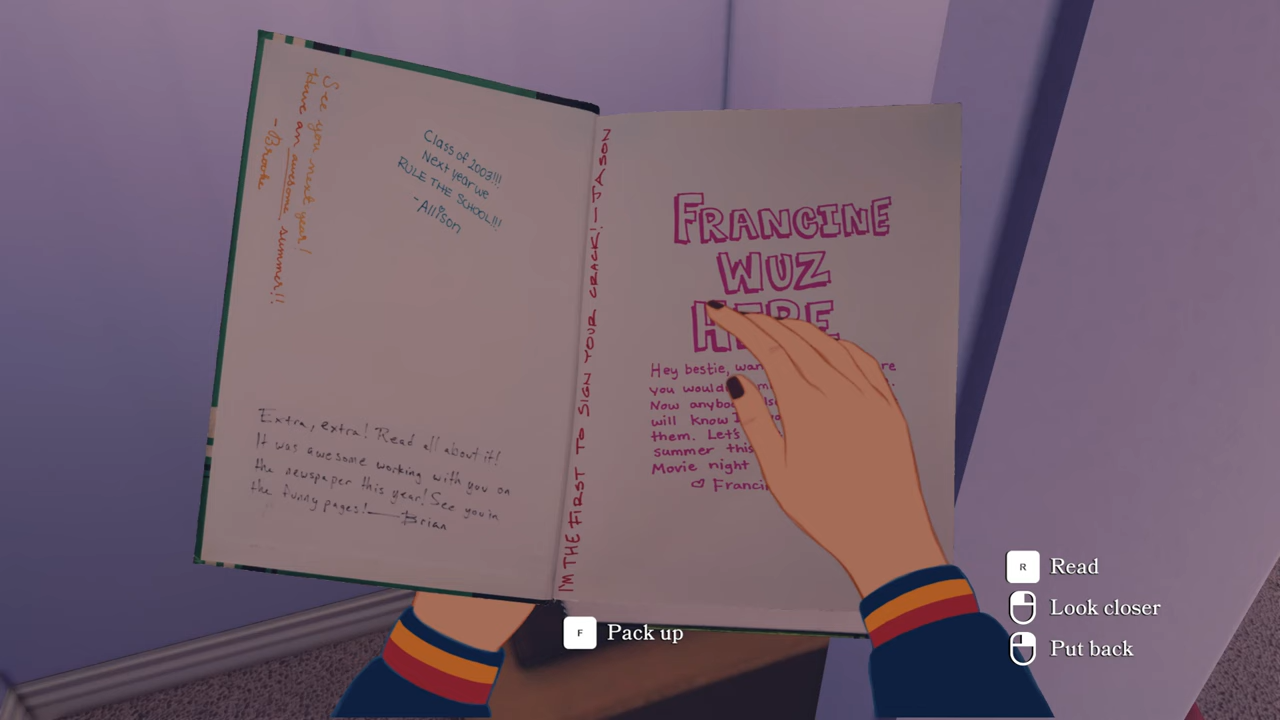 See you next year!
Have an awesome summer!!
- Brooke
Class of 2003!!!
Next year we
RULE THE SCHOOL!!!
-Allison
Extra, extra! Read all about it!
It was awesome working with you on
the newspaper this year! See you in
the funny pages!—Brian
I'M THE FIRST TO SIGN YOUR CRACK! - JASON
FRANCINE
WUZ
HERE
Hey bestie,
you would
Now
will know
them. Let's
summer this
Movie night
♡
R Read
Look closer
Put back
F Pack up